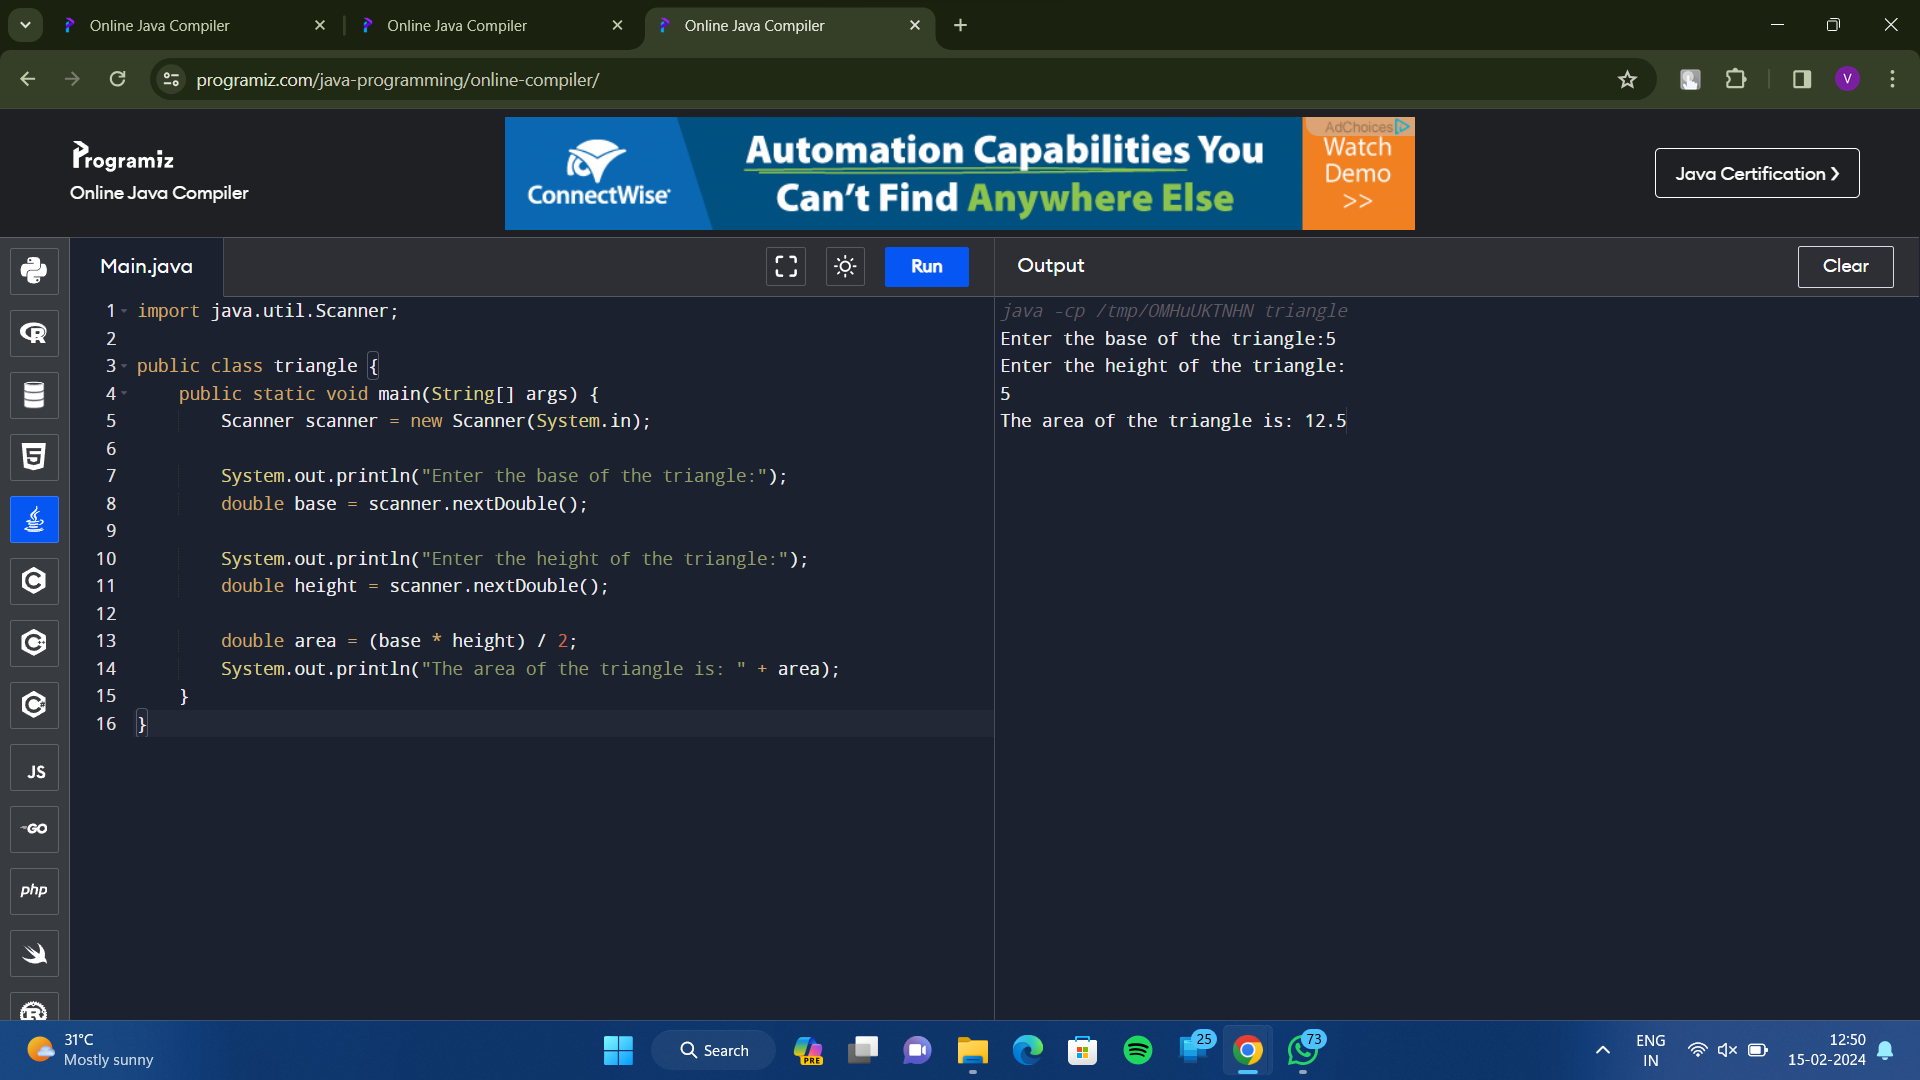 Online Java Compiler
Online Java Compiler
Online Java Compiler
programiz.com/java-programming/online-compiler/
V
Programiz
Online Java Compiler
ConnectWise
Automation Capabilities You
Can't Find Anywhere Else
AdChoices
Watch
Demo
>>
Java Certification ❯
Main.java
Run
Output
Clear
1 import java.util.Scanner;
2
3 public class triangle {
4 public static void main(String[] args) {
5 Scanner scanner = new Scanner(System.in);
6
7 System.out.println("Enter the base of the triangle:");
8 double base = scanner.nextDouble();
9
10 System.out.println("Enter the height of the triangle:");
11 double height = scanner.nextDouble();
12
13 double area = (base * height) / 2;
14 System.out.println("The area of the triangle is: " + area);
15 }
16 }
java -cp /tmp/OMHuUKTNHN triangle
Enter the base of the triangle:5
Enter the height of the triangle:
5
The area of the triangle is: 12.5
R
5
C
C
C
JS
GO
php
R
31°C
Mostly sunny
Search
PRE
25
73
ENG
IN
12:50
15-02-2024